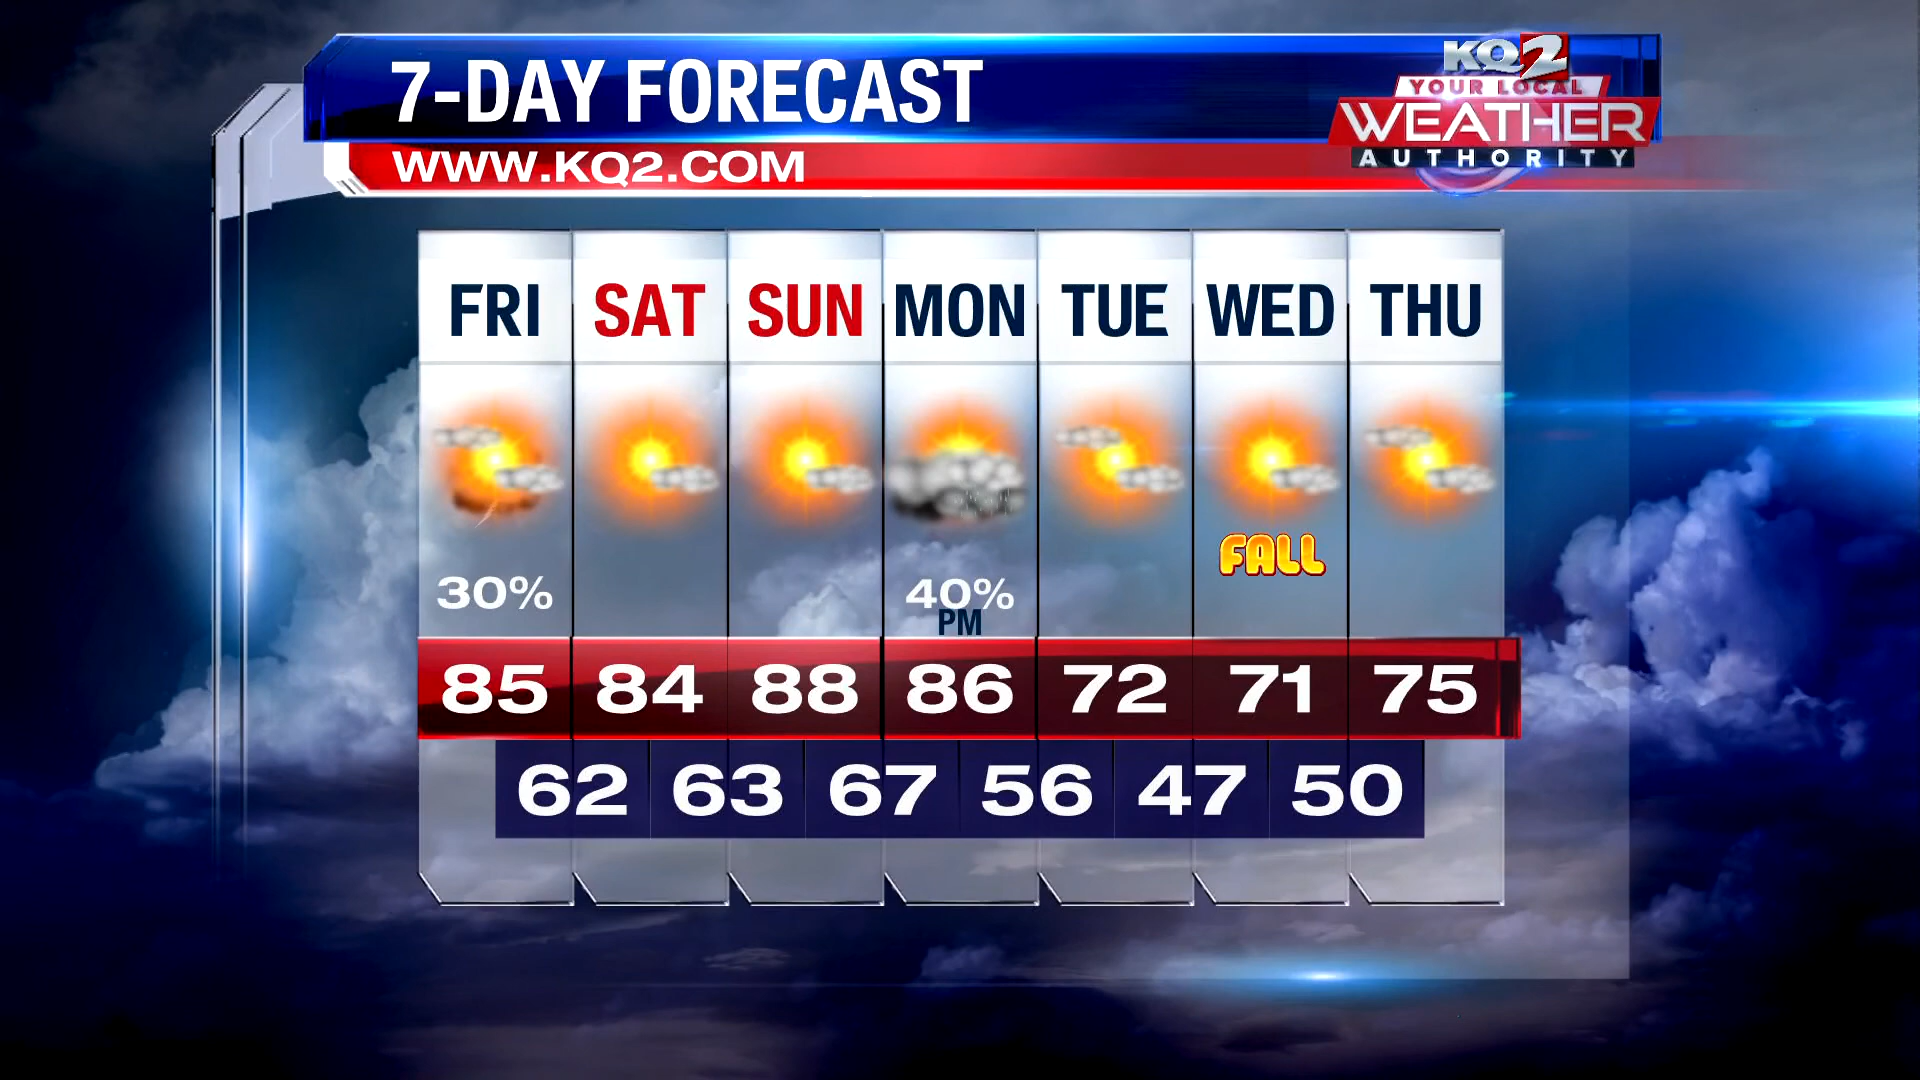 7-DAY FORECAST
WWW.KQ2.COM
KQ2
YOUR LOCAL
WEATHER
AUTHORITY
FRI SAT SUN MON TUE WED THU
FALL
30% 40%
PM
85 84 88 86 72 71 75
62 63 67 56 47 50